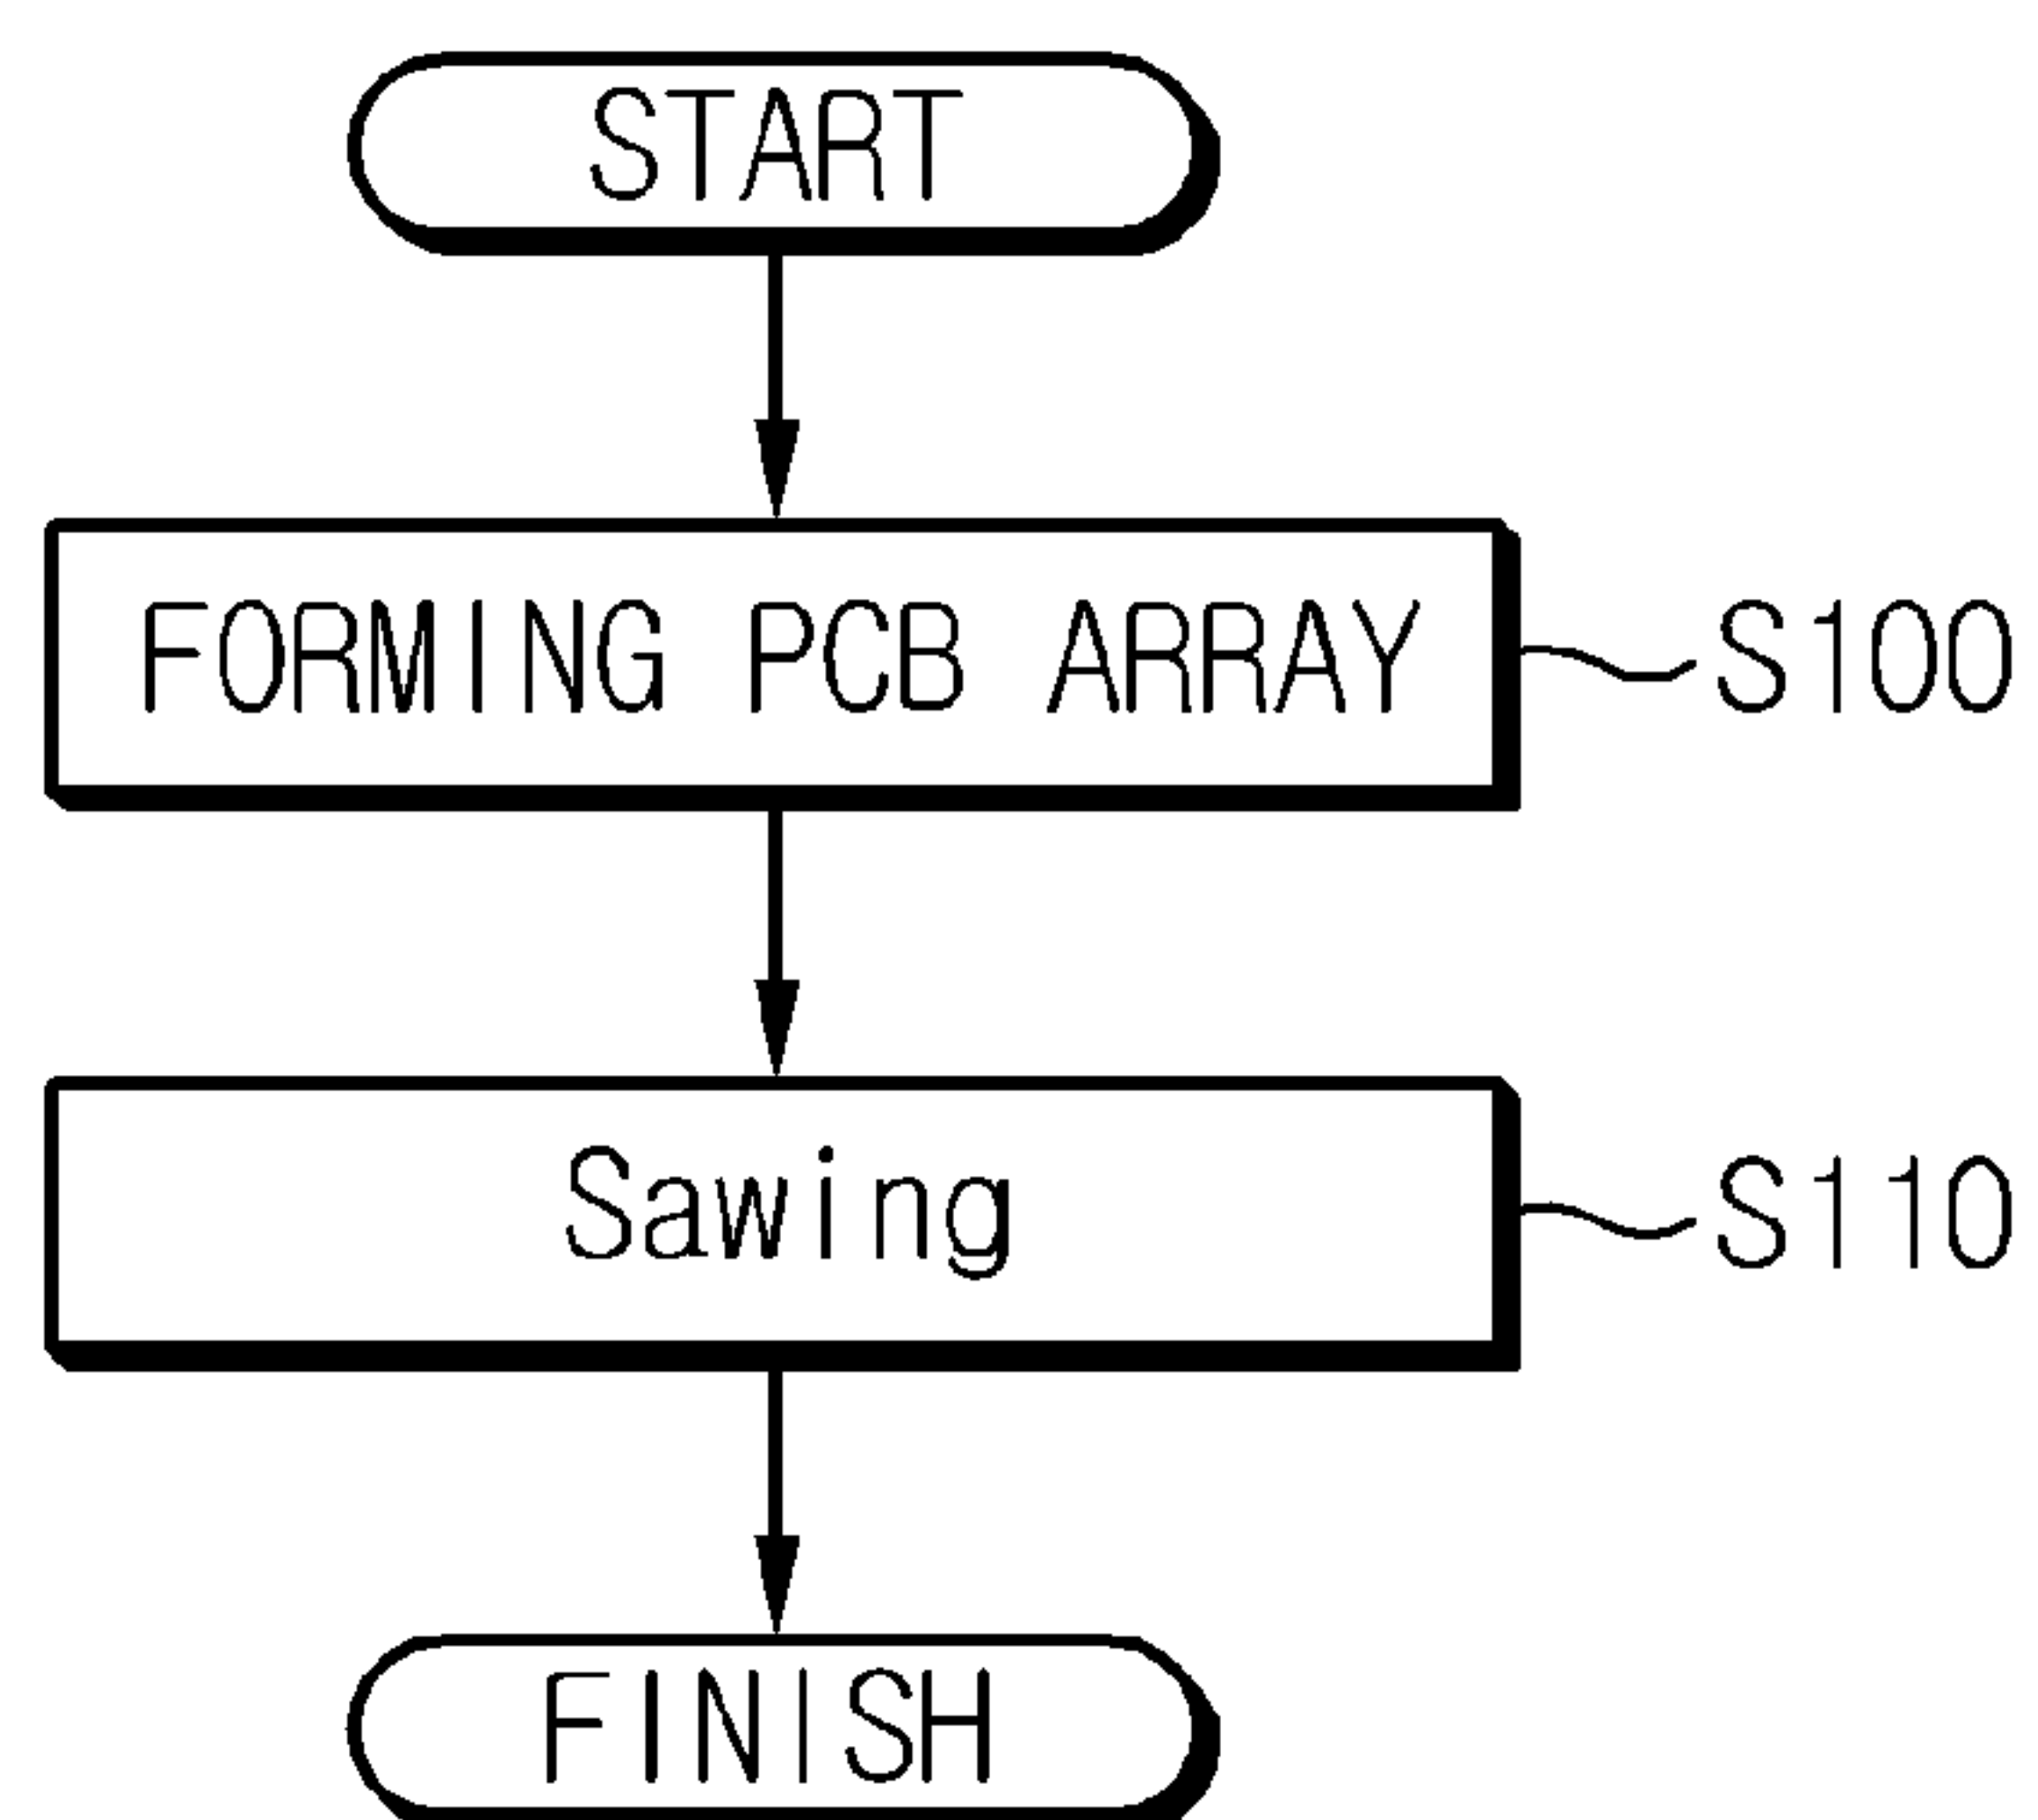 START
FORMING PCB ARRAY
S100
Sawing
S110
FINISH